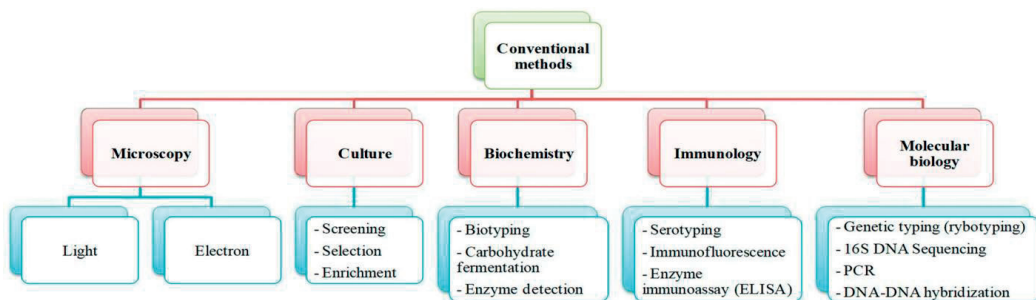 Conventional
methods
Microscopy
Culture
Biochemistry
Immunology
Molecular
biology
Light
Electron
- Screening
- Selection
- Enrichment
- Biotyping
- Carbohydrate
fermentation
- Enzyme detection
- Serotyping
- Immunofluorescence
- Enzyme
immunoassay (ELISA)
- Genetic typing (rybotyping)
- 16S DNA Sequencing
- PCR
- DNA-DNA hybridization